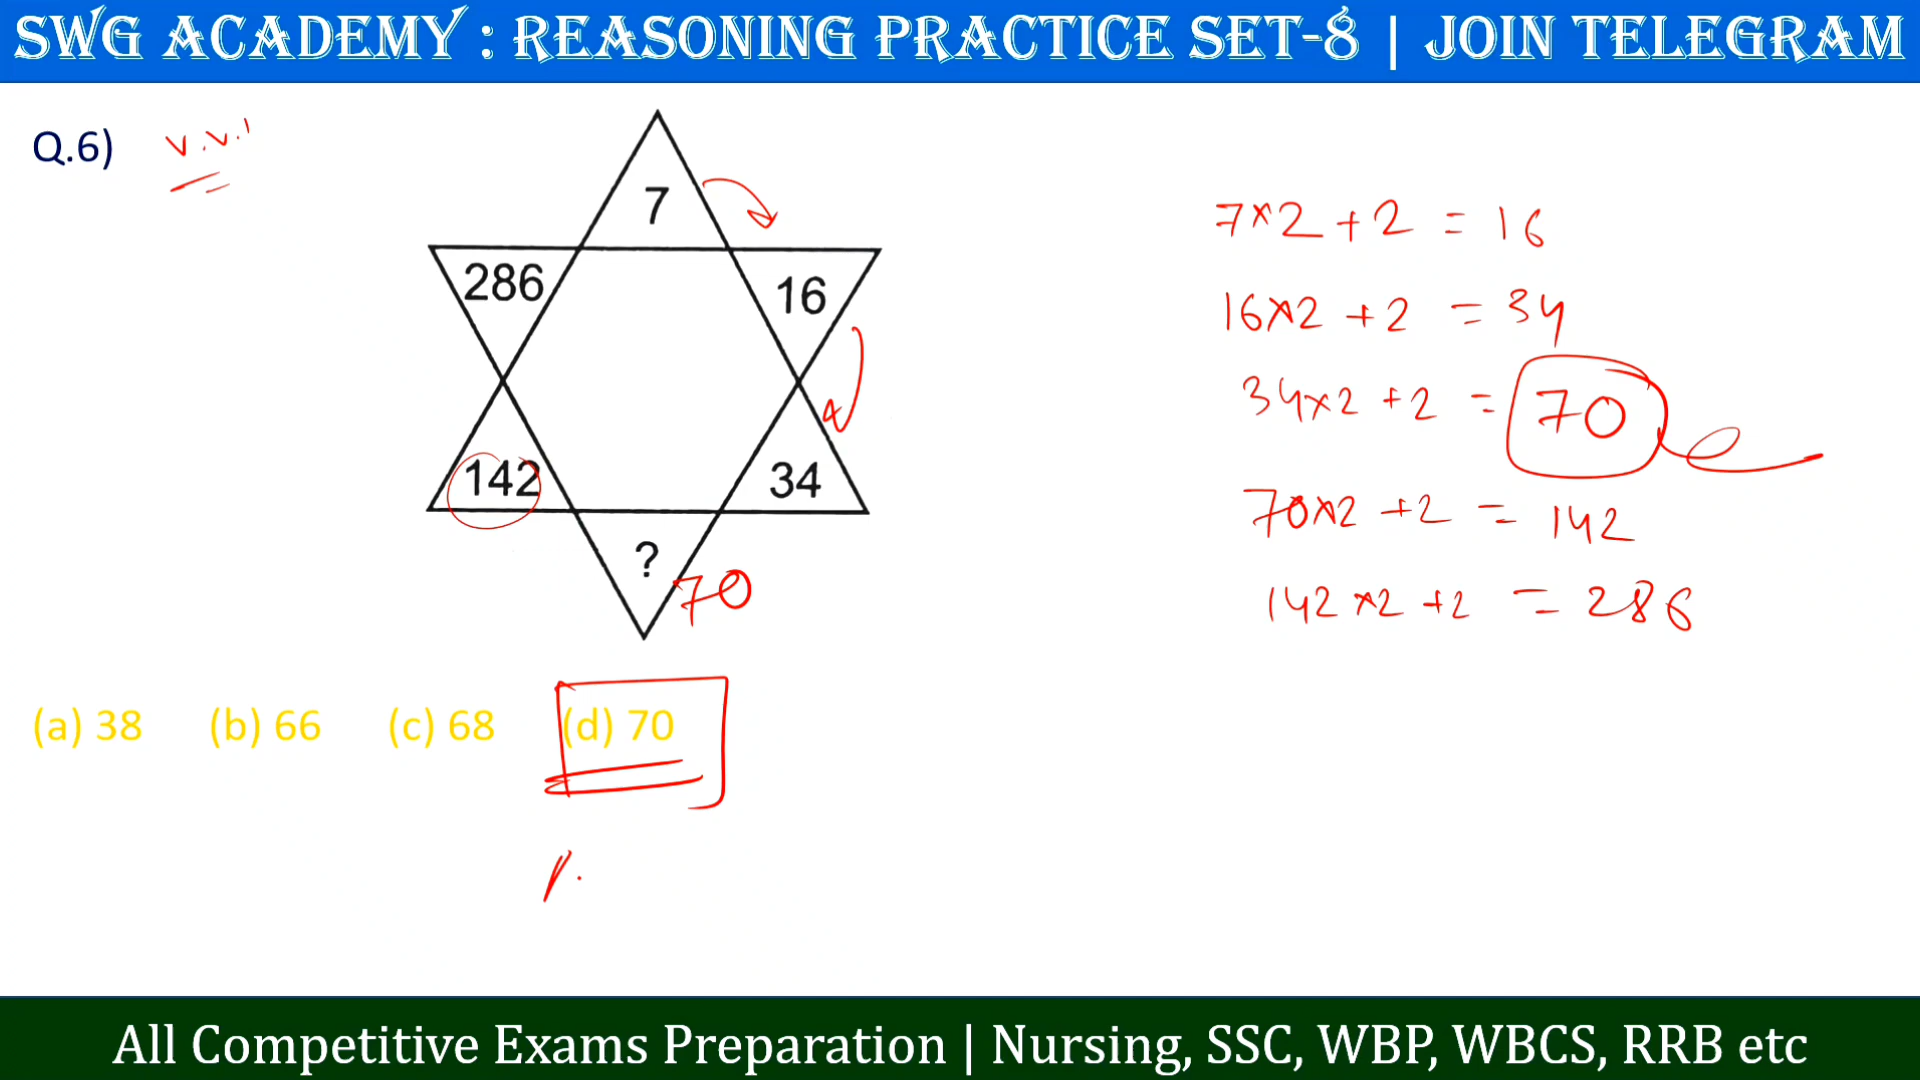 SWG ACADEMY : REASONING PRACTICE SET-8 | JOIN TELEGRAM
Q.6) v.v.1
7
286
16
142
34
?
70
7×2 +2 = 16
16×2 +2 = 34
34×2 +2 = 70
70×2 +2 = 142
142×2 +2 = 286
(a) 38 (b) 66 (c) 68 (d) 70
All Competitive Exams Preparation | Nursing, SSC, WBP, WBCS, RRB etc